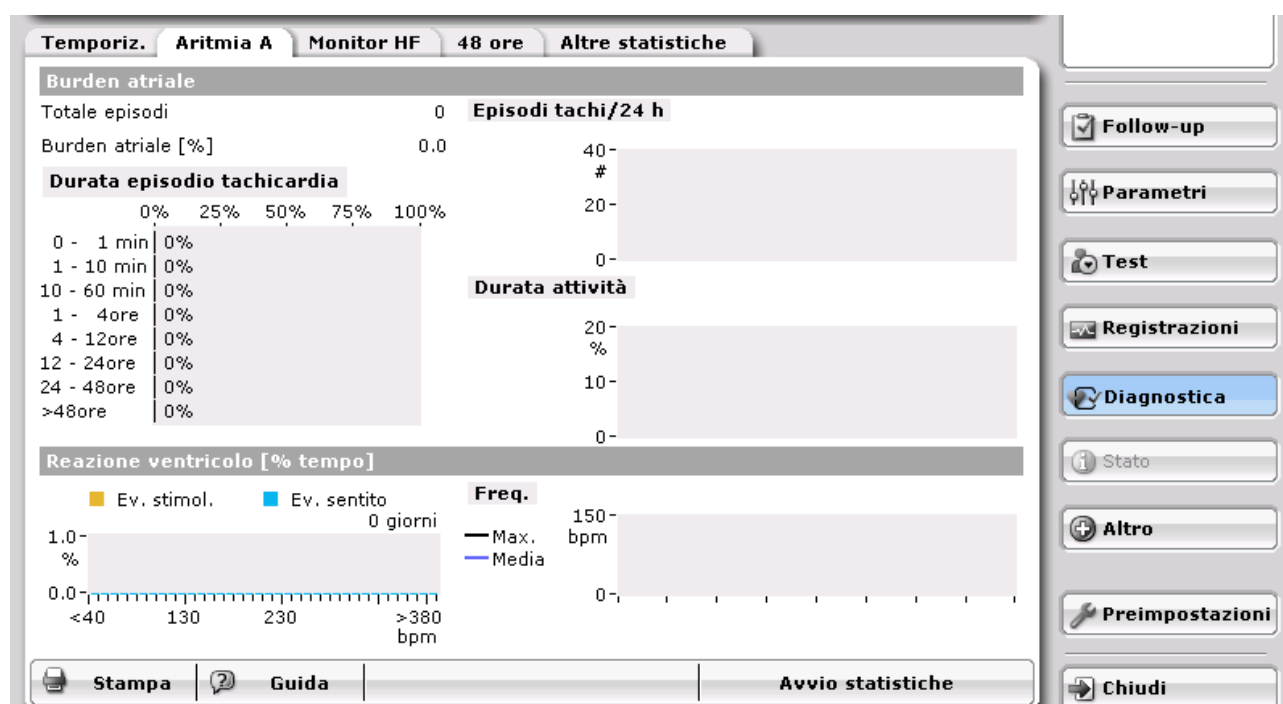 Temporiz. Aritmia A Monitor HF 48 ore Altre statistiche
Burden atriale
Totale episodi 0
Burden atriale [%] 0.0
Durata episodio tachicardia
0% 25% 50% 75% 100%
0 - 1 min 0%
1 - 10 min 0%
10 - 60 min 0%
1 - 4ore 0%
4 - 12ore 0%
12 - 24ore 0%
24 - 48ore 0%
>48ore 0%
Episodi tachi/24 h
40
#
20
0
Durata attività
20
%
10
0
Reazione ventricolo [% tempo]
Ev. stimol. Ev. sentito
0 giorni
1.0
%
0.0
<40 130 230 >380
bpm
Freq.
Max.
Media
150
bpm
0
Stampa Guida Avvio statistiche
Follow-up
Parametri
Test
Registrazioni
Diagnostica
Stato
Altro
Preimpostazioni
Chiudi